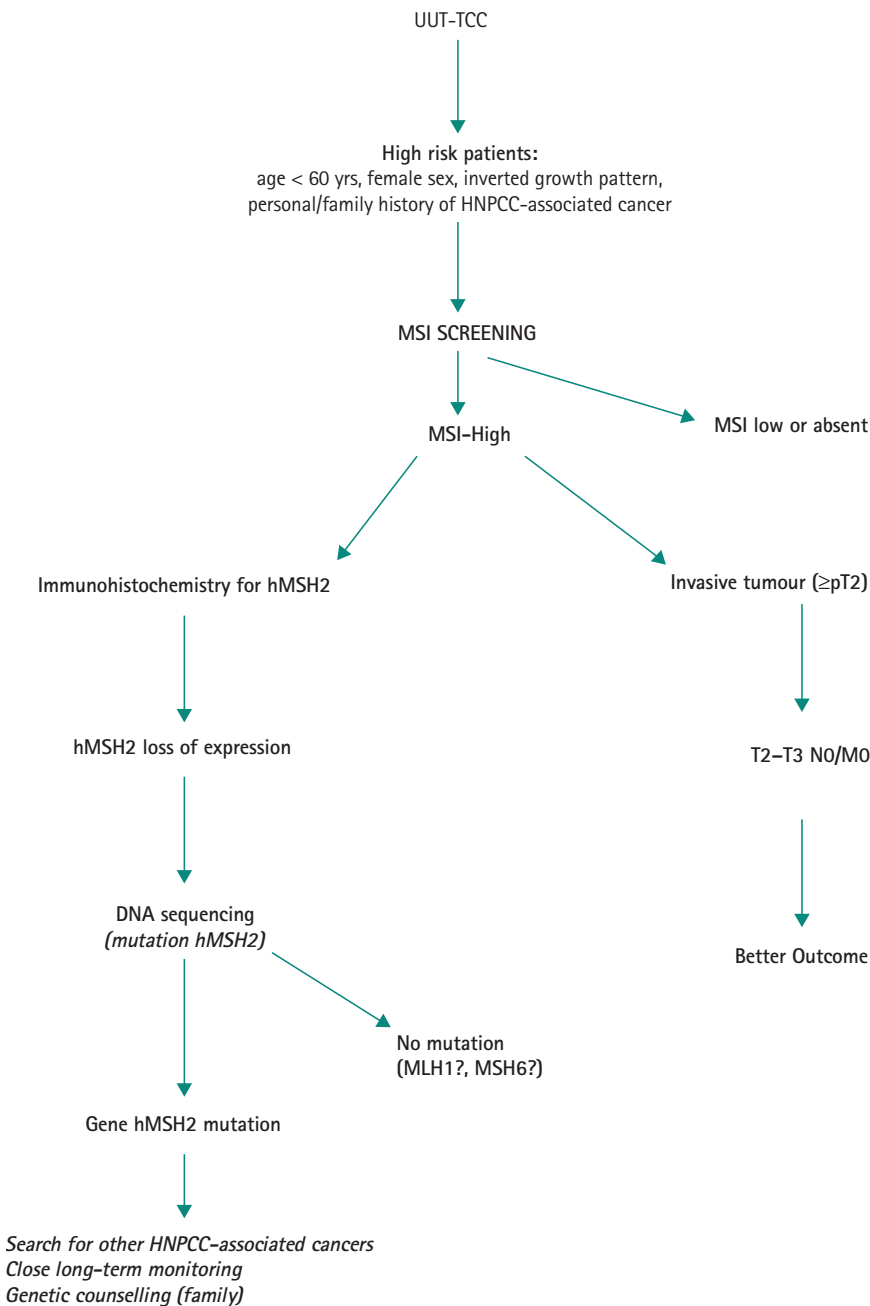 UUT-TCC
High risk patients:
age < 60 yrs, female sex, inverted growth pattern,
personal/family history of HNPCC-associated cancer
MSI SCREENING
MSI low or absent
MSI-High
Immunohistochemistry for hMSH2
Invasive tumour (≥pT2)
hMSH2 loss of expression
T2–T3 N0/M0
DNA sequencing
(mutation hMSH2)
Better Outcome
No mutation
(MLH1?, MSH6?)
Gene hMSH2 mutation
Search for other HNPCC-associated cancers
Close long-term monitoring
Genetic counselling (family)